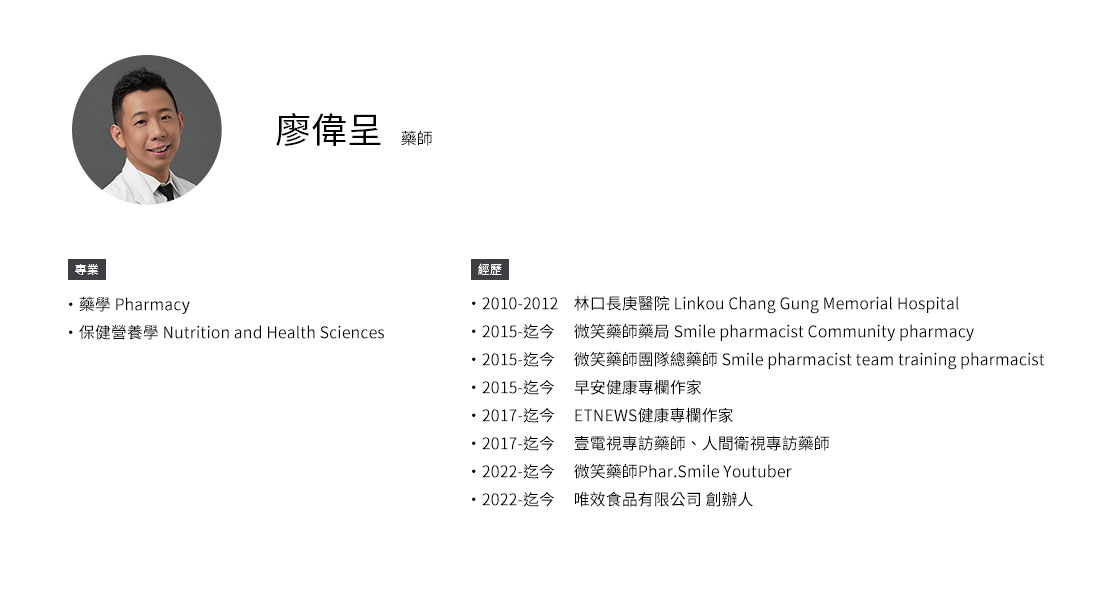 廖偉呈 藥師
專業
• 藥學 Pharmacy
• 保健營養學 Nutrition and Health Sciences
經歷
• 2010-2012 林口長庚醫院 Linkou Chang Gung Memorial Hospital
• 2015-迄今 微笑藥師藥局 Smile pharmacist Community pharmacy
• 2015-迄今 微笑藥師團隊總藥師 Smile pharmacist team training pharmacist
• 2015-迄今 早安健康專欄作家
• 2017-迄今 ETNEWS健康專欄作家
• 2017-迄今 壹電視專訪藥師、人間衛視專訪藥師
• 2022-迄今 微笑藥師Phar.Smile Youtuber
• 2022-迄今 唯效食品有限公司 創辦人